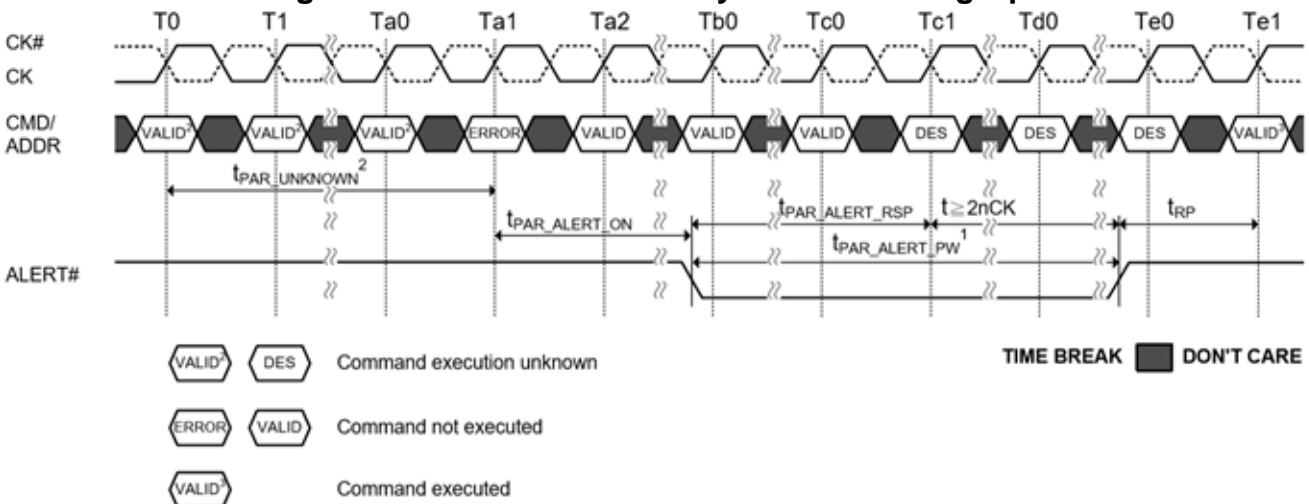 T0 T1 Ta0 Ta1 Ta2 Tb0 Tc0 Tc1 Td0 Te0 Te1
CK#
CK
CMD/
ADDR
VALID² VALID² VALID² ERROR VALID VALID VALID DES DES DES VALID³
tPAR_UNKNOWN²
tPAR_ALERT_RSP t≧2nCK tRP
tPAR_ALERT_ON
tPAR_ALERT_PW¹
ALERT#
VALID² DES Command execution unknown
TIME BREAK DON'T CARE
ERROR VALID Command not executed
VALID³ Command executed